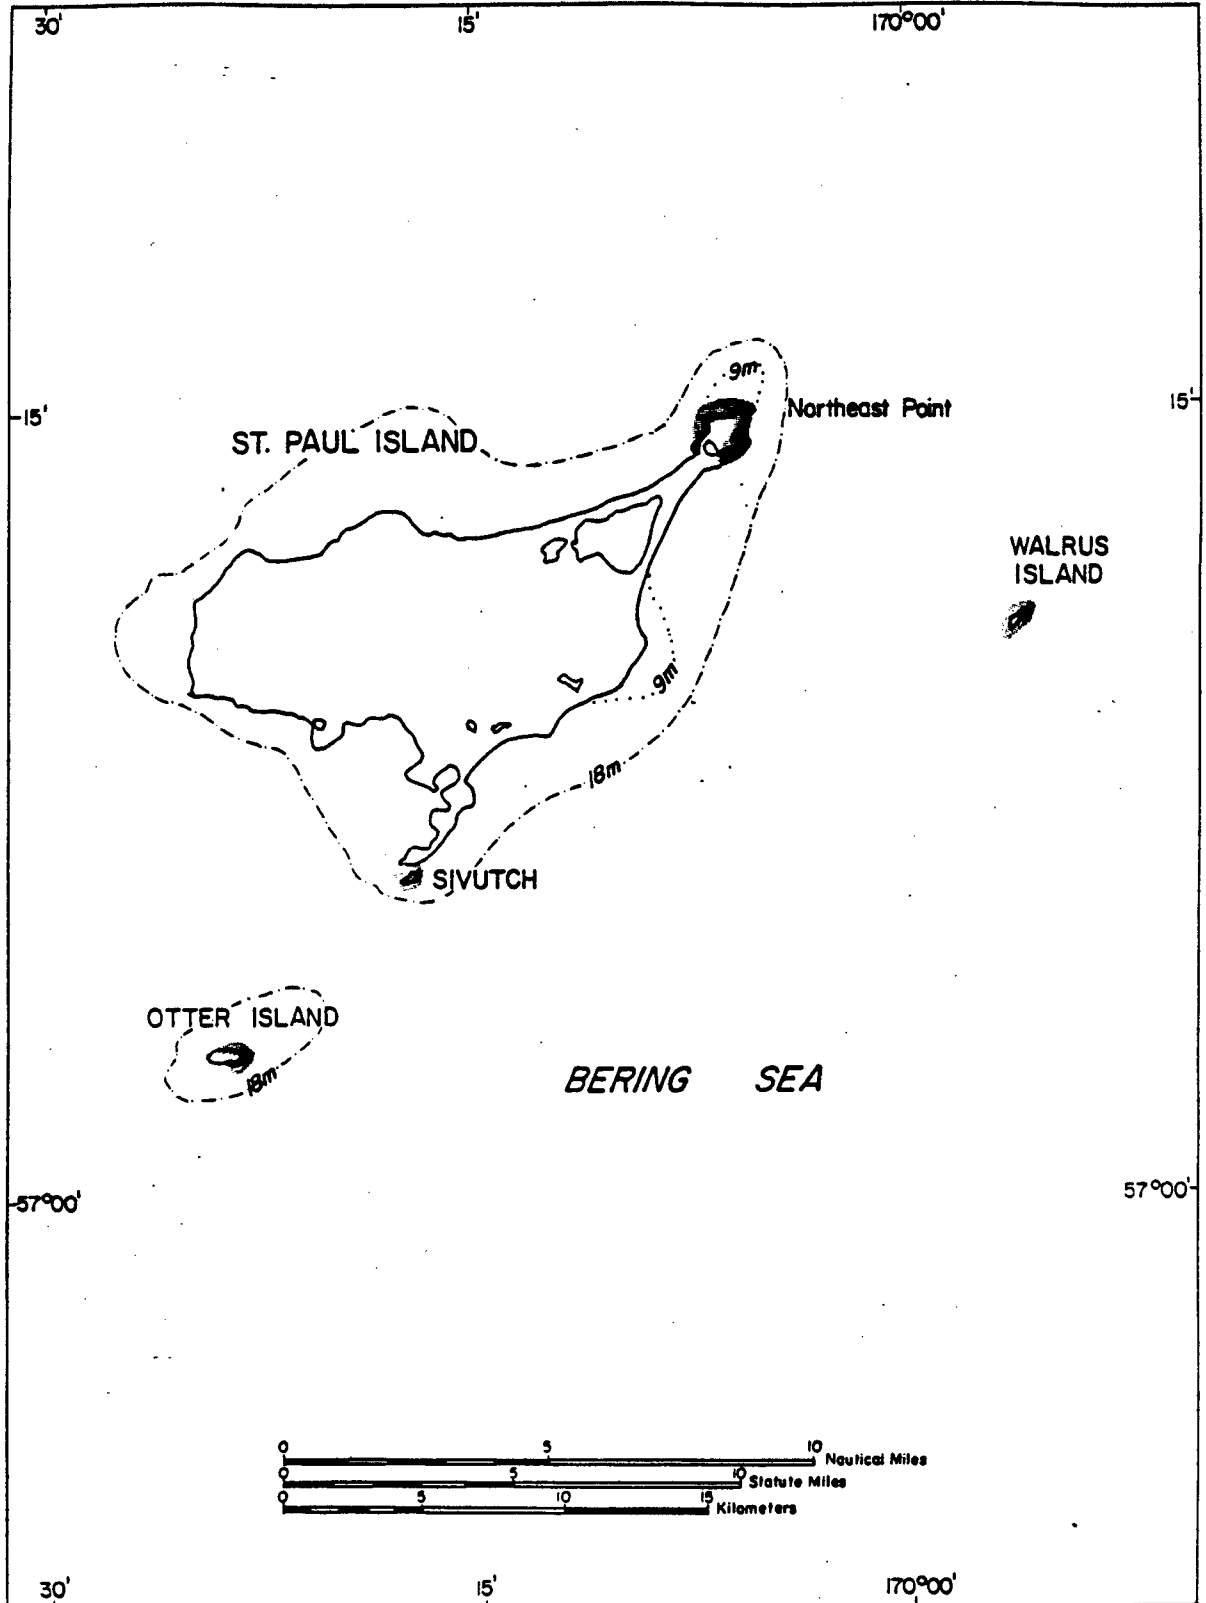 30'
15'
170°00'
9m
15'
Northeast Point
15'
ST. PAUL ISLAND
WALRUS
ISLAND
9m
18m
SIVUTCH
OTTER ISLAND
18m
BERING SEA
57°00'
57°00'
0 5 10 Nautical Miles
0 5 10 Statute Miles
0 5 10 15 Kilometers
30'
15'
170°00'